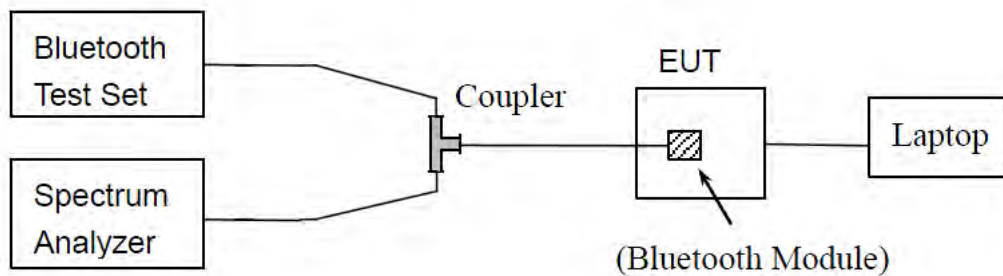 Bluetooth
Test Set
Spectrum
Analyzer
Coupler
EUT
(Bluetooth Module)
Laptop